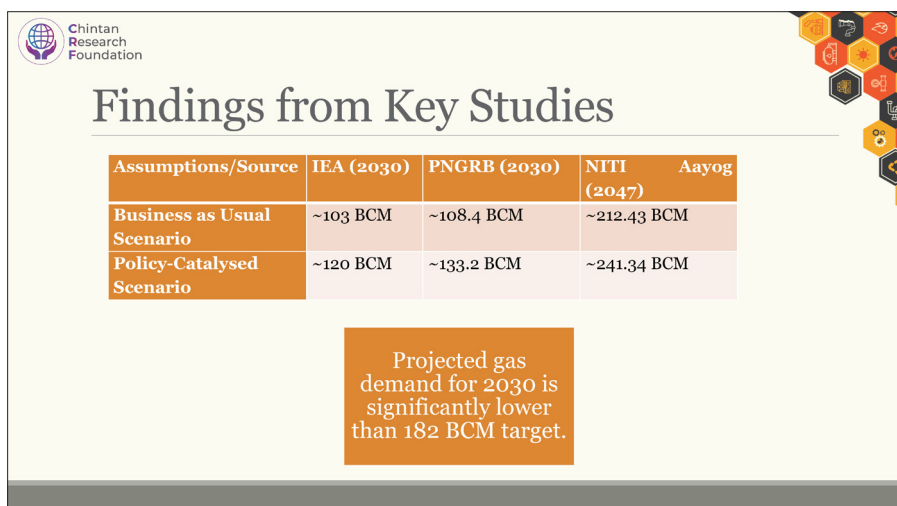 Chintan
Research
Foundation
Findings from Key Studies
Assumptions/Source IEA (2030) PNGRB (2030) NITI Aayog
(2047)
Business as Usual ~103 BCM ~108.4 BCM ~212.43 BCM
Scenario
Policy-Catalysed ~120 BCM ~133.2 BCM ~241.34 BCM
Scenario
Projected gas
demand for 2030 is
significantly lower
than 182 BCM target.